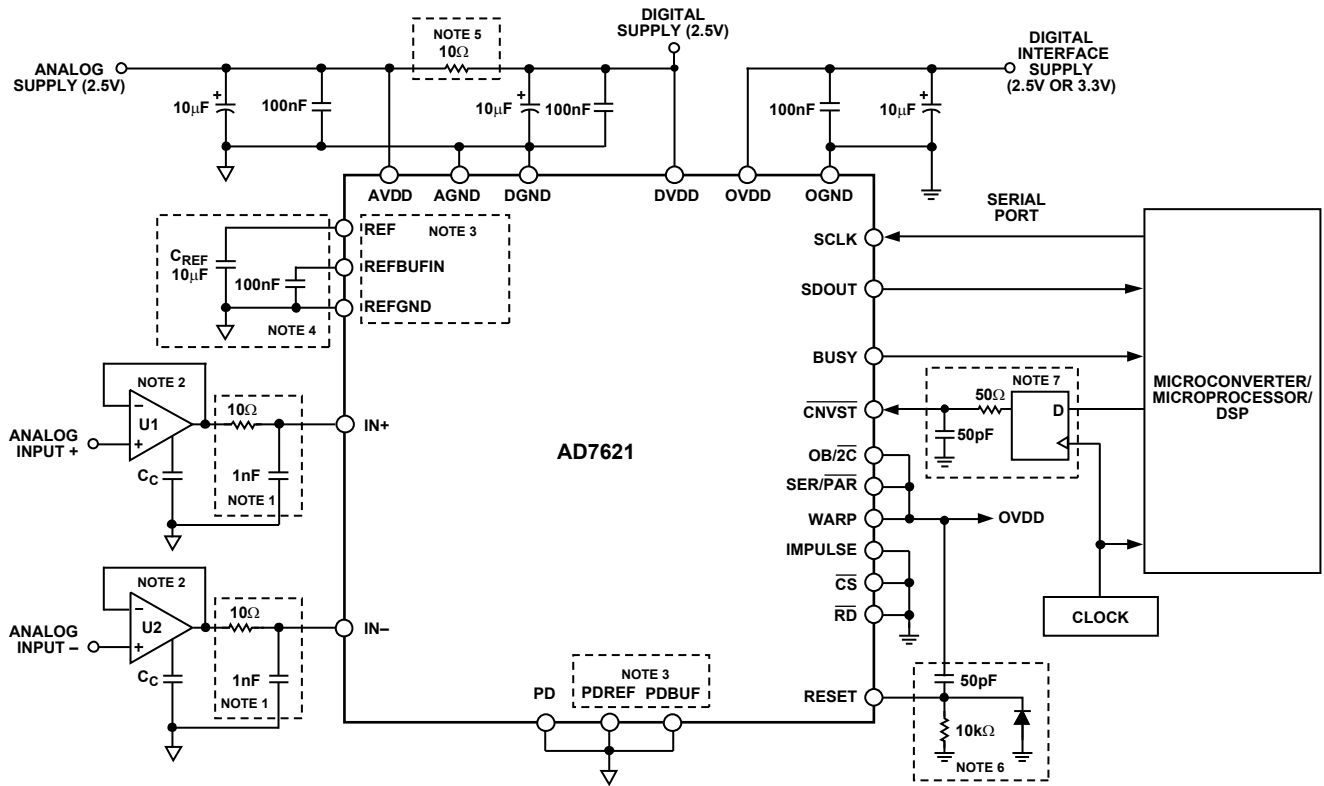 ANALOG
SUPPLY (2.5V)
NOTE 5
10Ω
DIGITAL
SUPPLY (2.5V)
DIGITAL
INTERFACE
SUPPLY
(2.5V OR 3.3V)
+
10µF
100nF
+
10µF
100nF
100nF
+
10µF
AVDD
AGND
DGND
DVDD
OVDD
OGND
SERIAL
PORT
CREF
10µF
100nF
NOTE 4
REF
REFBUFIN
REFGND
NOTE 3
SCLK
SDOUT
BUSY
CNVST
OB/2C
SER/PAR
WARP
IMPULSE
CS
RD
RESET
AD7621
NOTE 7
50Ω
50pF
D
MICROCONVERTER/
MICROPROCESSOR/
DSP
OVDD
CLOCK
NOTE 2
–
U1
+
ANALOG
INPUT +
CC
10Ω
1nF
NOTE 1
IN+
NOTE 2
–
U2
+
ANALOG
INPUT –
CC
10Ω
1nF
NOTE 1
IN–
NOTE 3
PD
PDREF
PDBUF
50pF
10kΩ
NOTE 6